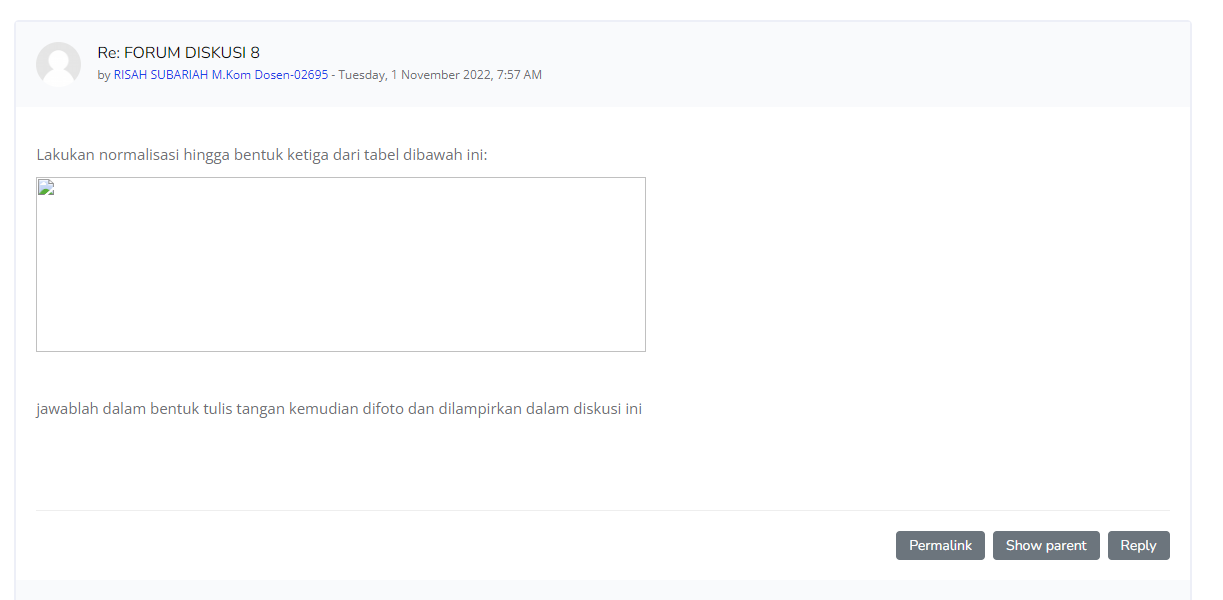 Re: FORUM DISKUSI 8
by RISAH SUBARIAH M.Kom Dosen-02695 - Tuesday, 1 November 2022, 7:57 AM
Lakukan normalisasi hingga bentuk ketiga dari tabel dibawah ini:
jawablah dalam bentuk tulis tangan kemudian difoto dan dilampirkan dalam diskusi ini
Permalink Show parent Reply